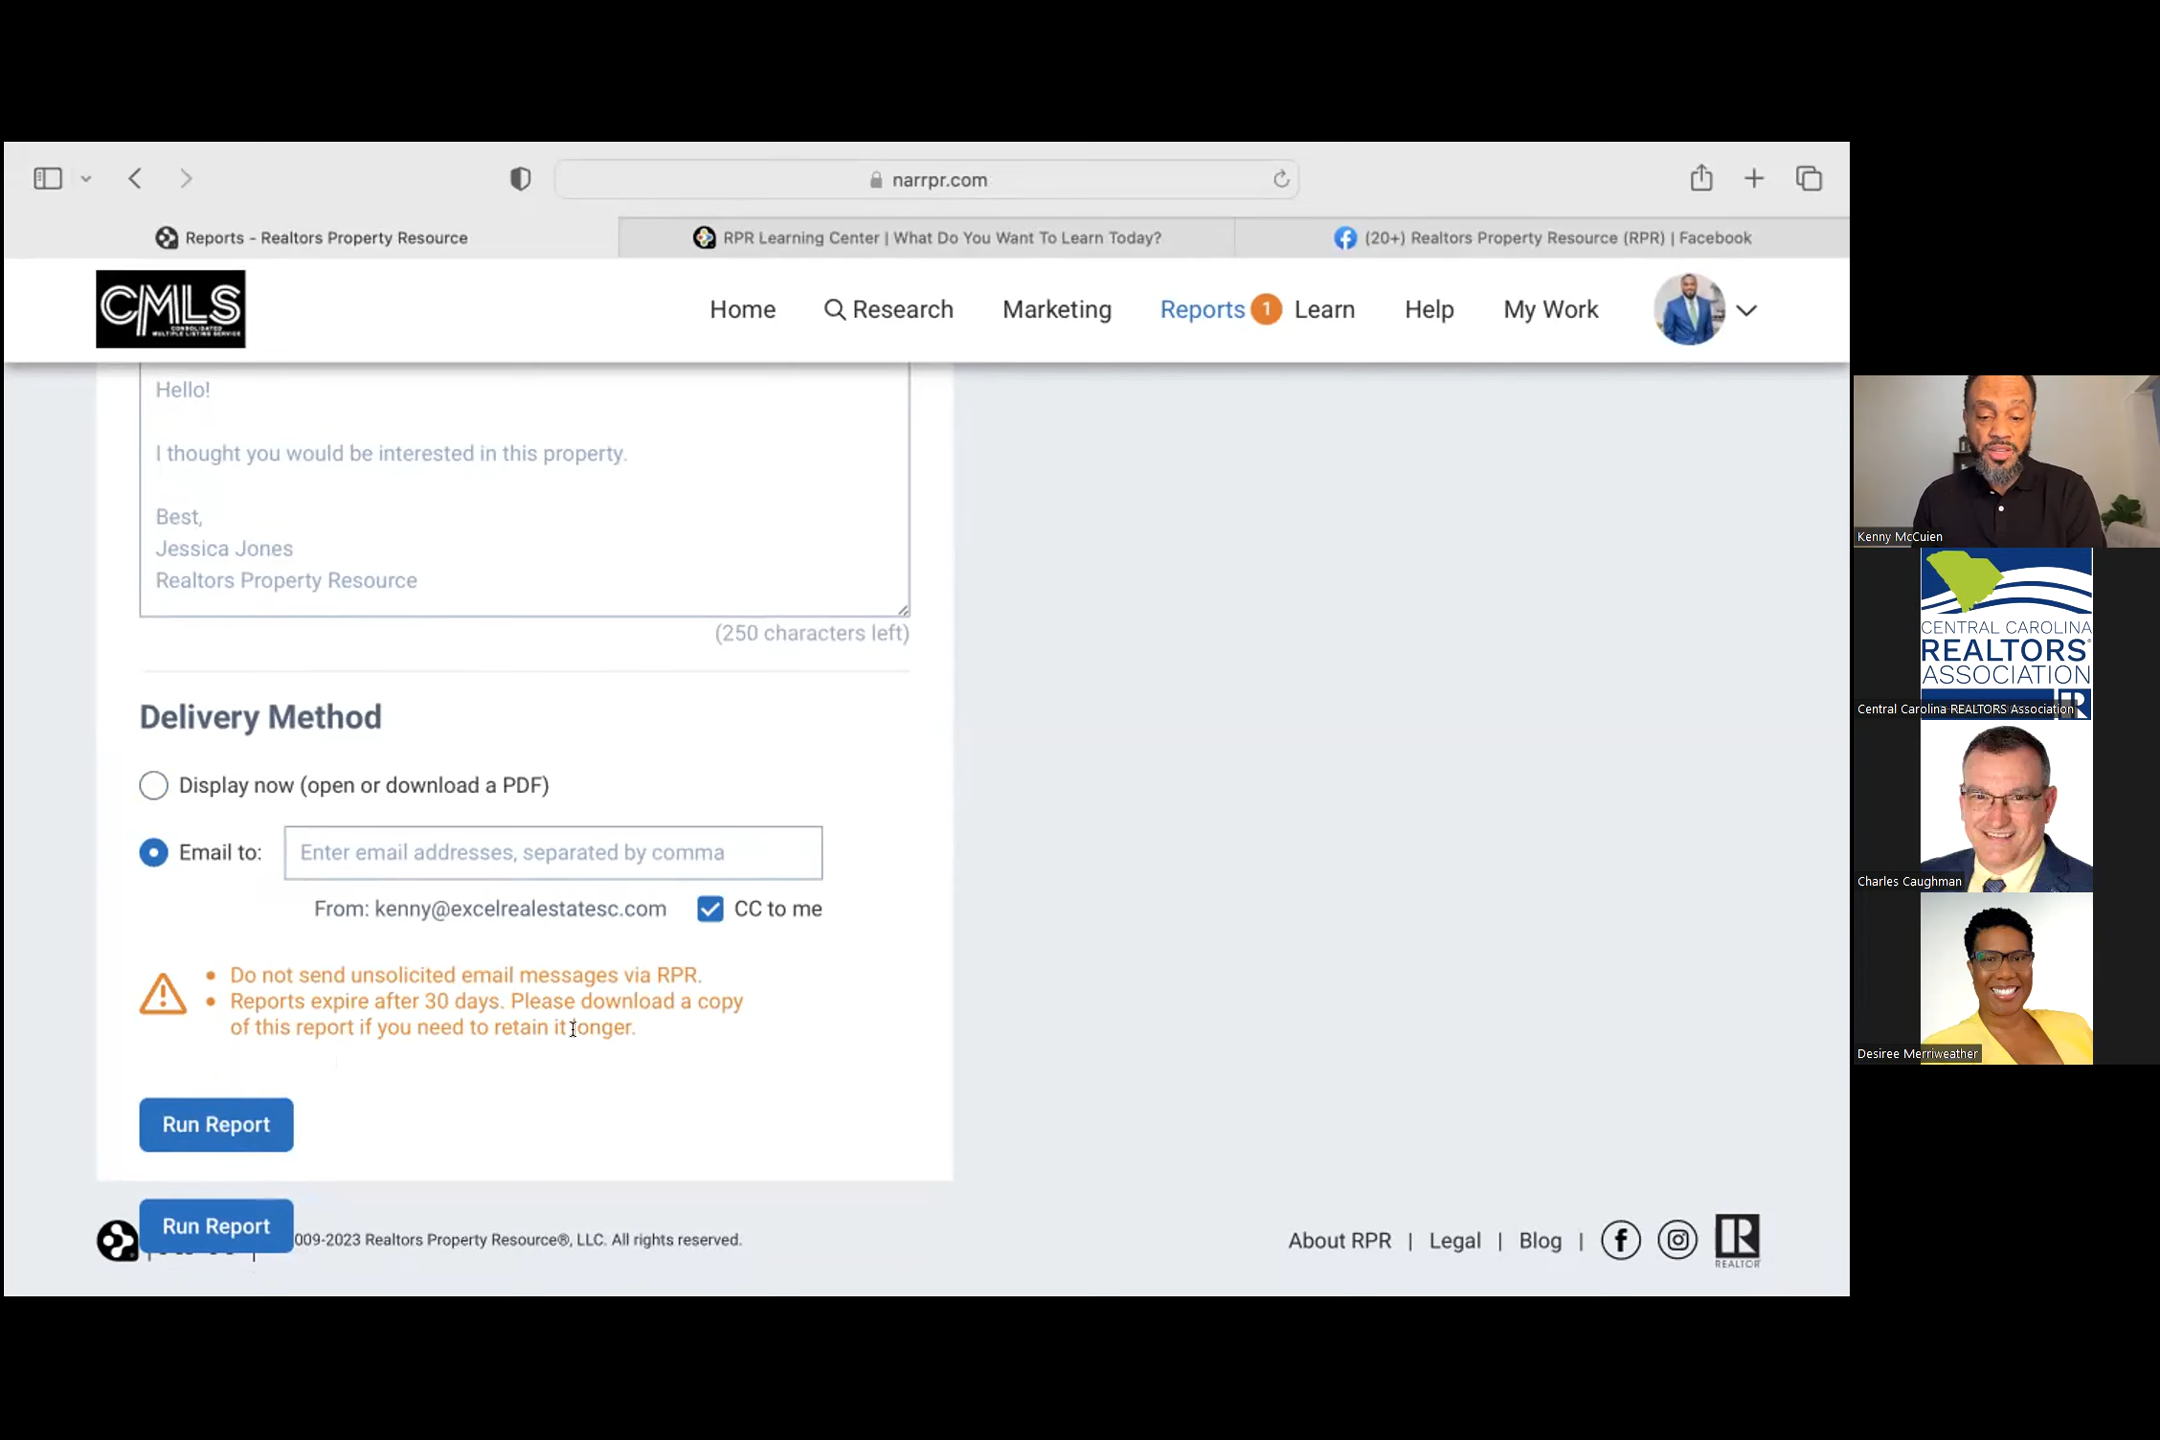 narrpr.com
Reports - Realtors Property Resource
RPR Learning Center | What Do You Want To Learn Today?
(20+) Realtors Property Resource (RPR) | Facebook
CMLS
CONSOLIDATED
MULTIPLE LISTING SERVICE
Home
Research
Marketing
Reports 1
Learn
Help
My Work
Hello!
I thought you would be interested in this property.
Best,
Jessica Jones
Realtors Property Resource
(250 characters left)
Delivery Method
Display now (open or download a PDF)
Email to: Enter email addresses, separated by comma
From: kenny@excelrealestatesc.com CC to me
Do not send unsolicited email messages via RPR.
Reports expire after 30 days. Please download a copy
of this report if you need to retain it longer.
Run Report
Run Report
009-2023 Realtors Property Resource®, LLC. All rights reserved.
About RPR | Legal | Blog |
REALTOR
Kenny McCuien
CENTRAL CAROLINA
REALTORS®
ASSOCIATION
Central Carolina REALTORS Association
Charles Caughman
Desiree Merriweather